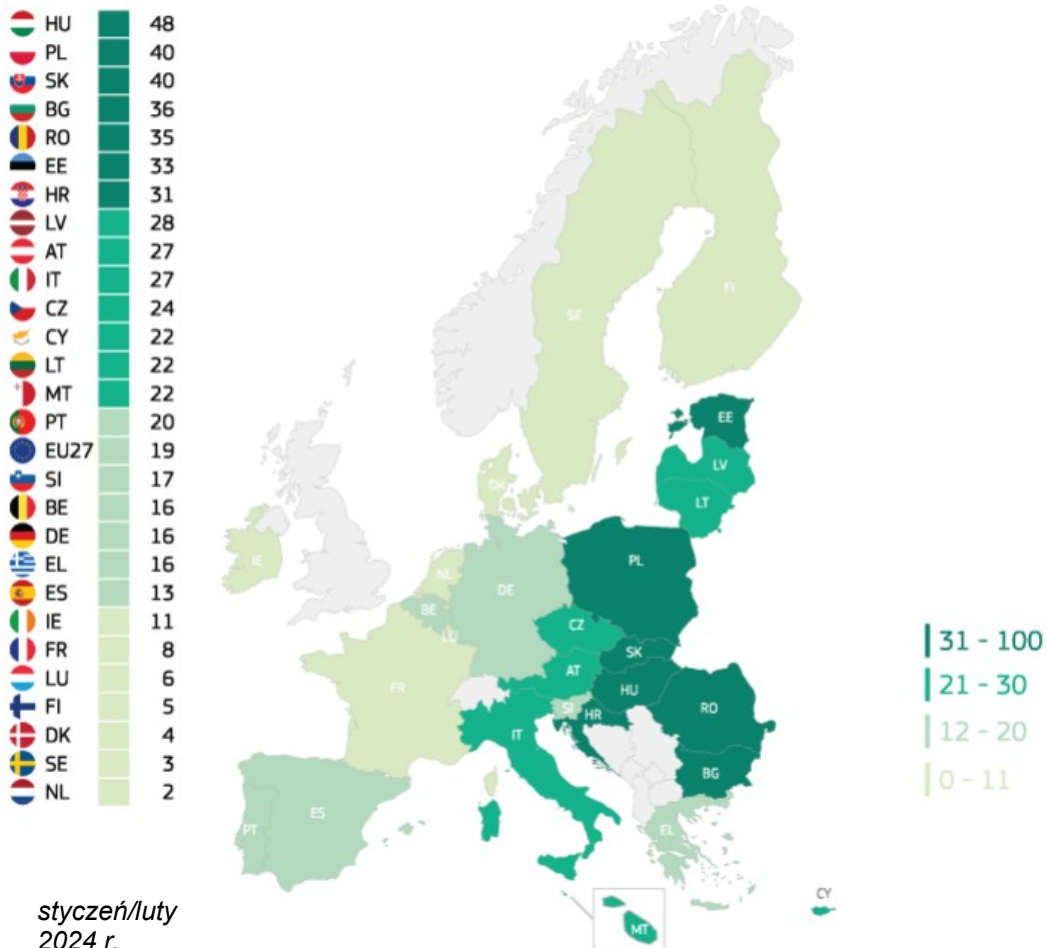 HU 48
PL 40
SK 40
BG 36
RO 35
EE 33
HR 31
LV 28
AT 27
IT 27
CZ 24
CY 22
LT 22
MT 22
PT 20
EU27 19
SI 17
BE 16
DE 16
EL 16
ES 13
IE 11
FR 8
LU 6
FI 5
DK 4
SE 3
NL 2
styczeń/luty
2024 r.
FI
SE
EE
LV
LT
DK
IE
NL
PL
DE
BE
LU
CZ
SK
AT
HU
FR
SI
HR
RO
IT
BG
ES
PT
EL
CY
MT
31 - 100
21 - 30
12 - 20
0 - 11